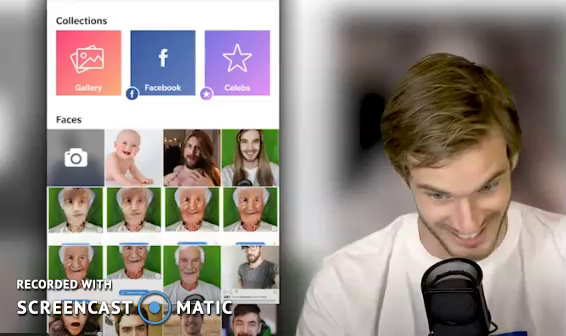 Collections
Gallery
f
Facebook
Celebs
Faces
RECORDED WITH
SCREENCAST MATIC